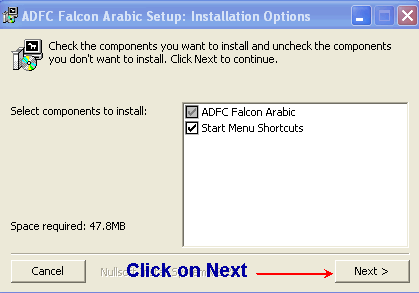 ADFC Falcon Arabic Setup: Installation Options
Check the components you want to install and uncheck the components
you don't want to install. Click Next to continue.
Select components to install:
ADFC Falcon Arabic
Start Menu Shortcuts
Space required: 47.8MB
Cancel
Click on Next
Next >